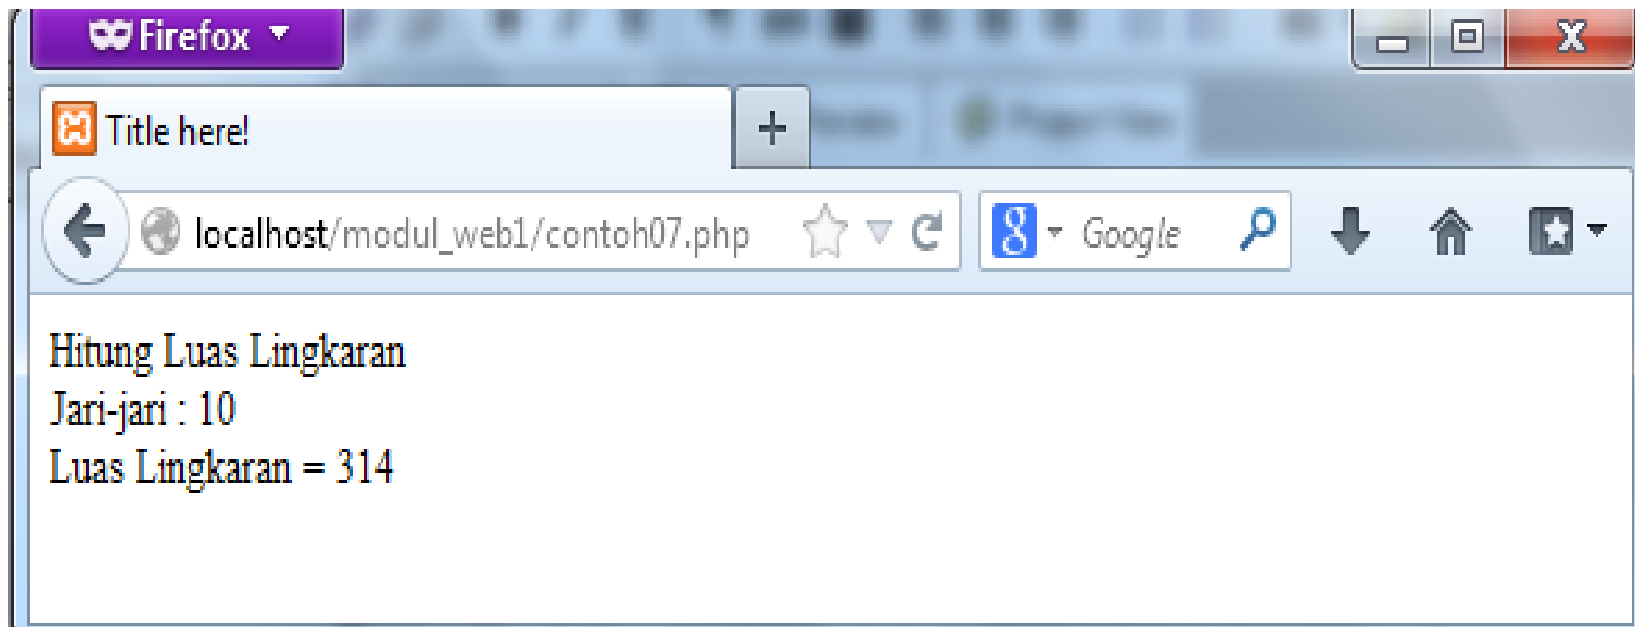 Firefox
Title here!
localhost/modul_web1/contoh07.php
Google
Hitung Luas Lingkaran
Jari-jari : 10
Luas Lingkaran = 314